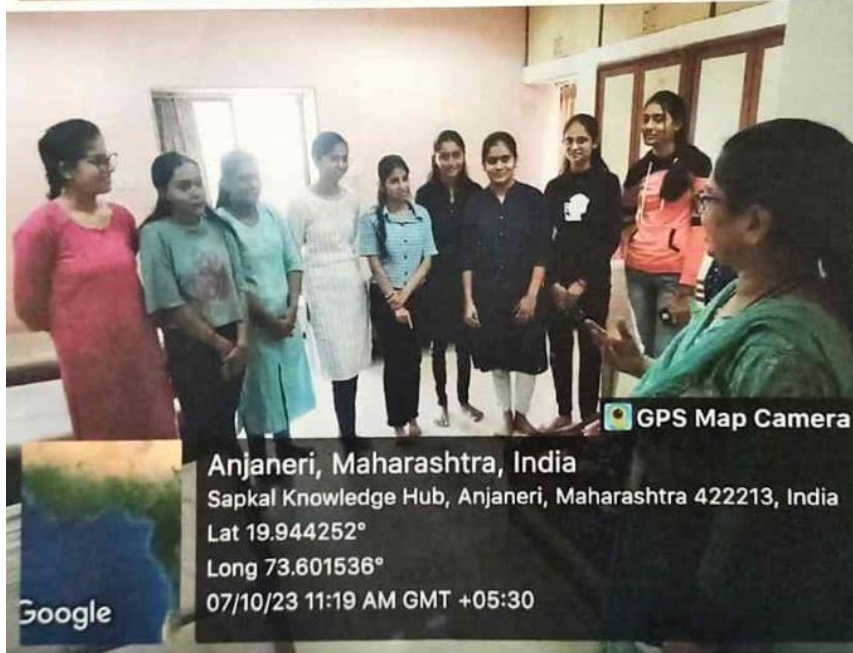 GPS Map Camera
Anjaneri, Maharashtra, India
Sapkal Knowledge Hub, Anjaneri, Maharashtra 422213, India
Lat 19.944252°
Long 73.601536°
07/10/23 11:19 AM GMT +05:30
Google